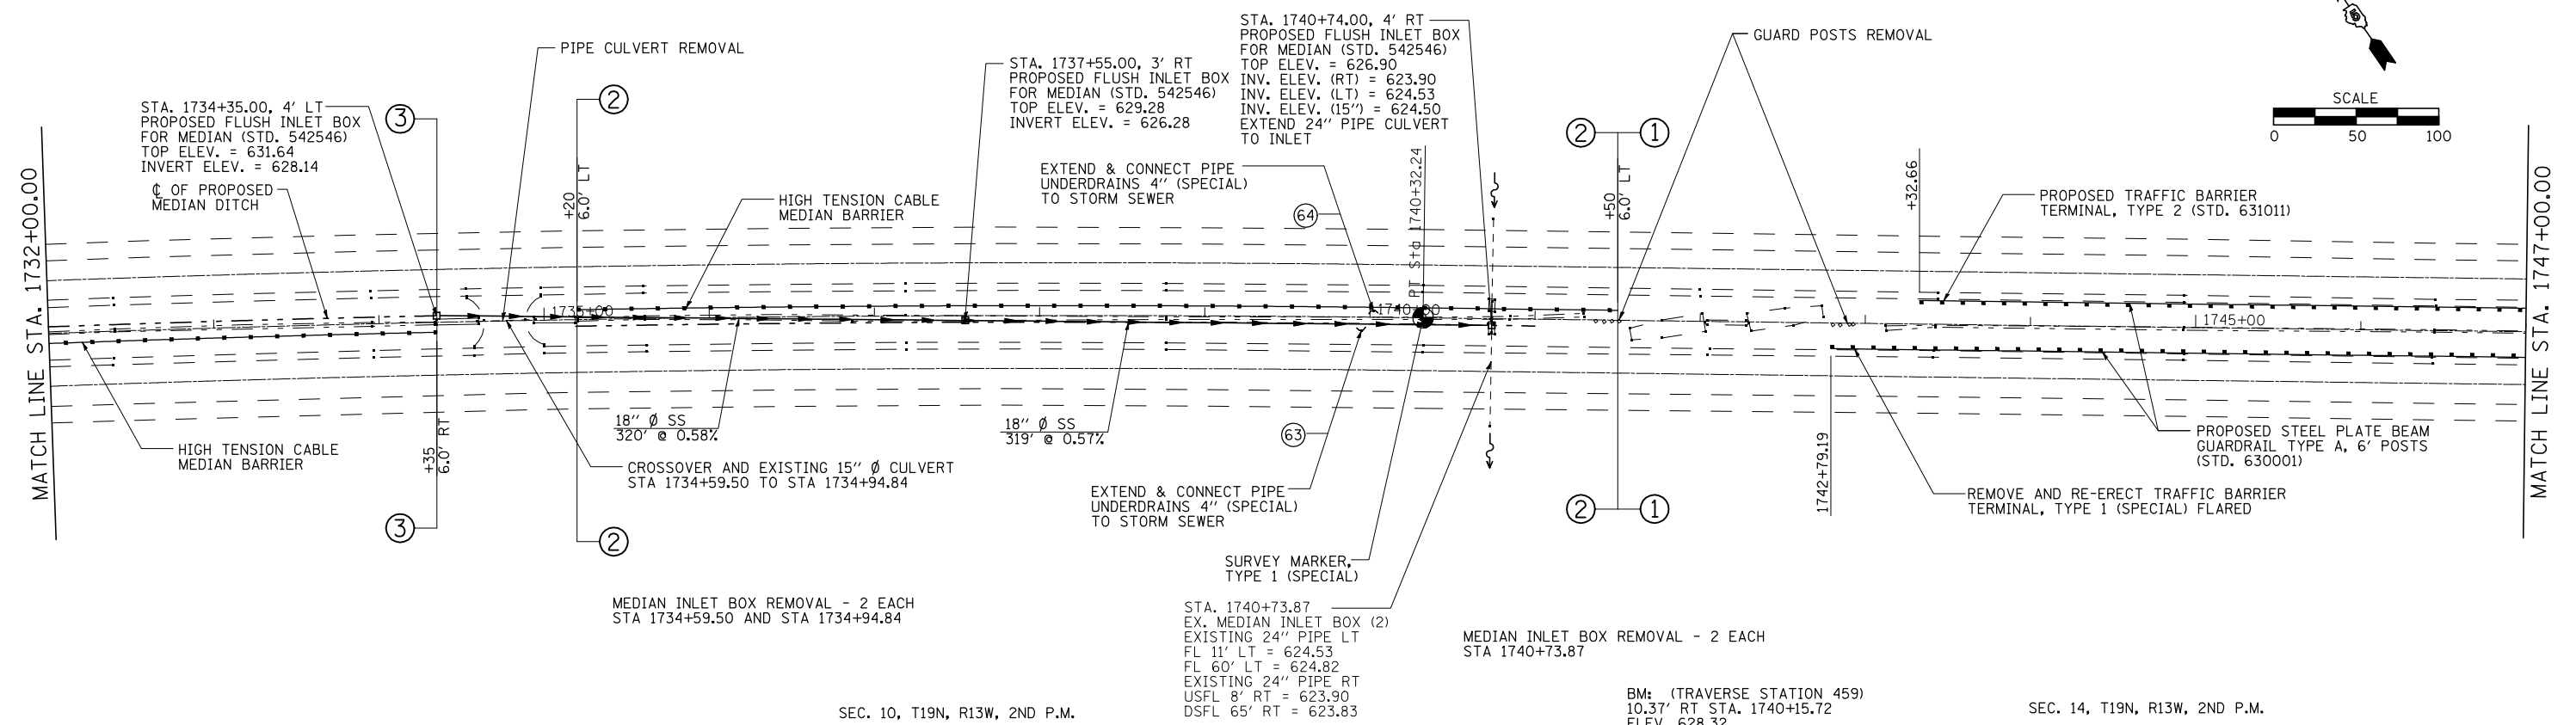 STA. 1734+35.00, 4' LT
PROPOSED FLUSH INLET BOX
FOR MEDIAN (STD. 542546)
TOP ELEV. = 631.64
INVERT ELEV. = 628.14
℄ OF PROPOSED
MEDIAN DITCH
MATCH LINE STA. 1732+00.00
HIGH TENSION CABLE
MEDIAN BARRIER
PIPE CULVERT REMOVAL
3
3
+35
6.0' RT
2
2
+20
6.0' LT
1735+00
HIGH TENSION CABLE
MEDIAN BARRIER
18'' Ø SS
320' @ 0.58%
CROSSOVER AND EXISTING 15'' Ø CULVERT
STA 1734+59.50 TO STA 1734+94.84
MEDIAN INLET BOX REMOVAL - 2 EACH
STA 1734+59.50 AND STA 1734+94.84
STA. 1737+55.00, 3' RT
PROPOSED FLUSH INLET BOX
FOR MEDIAN (STD. 542546)
TOP ELEV. = 629.28
INVERT ELEV. = 626.28
STA. 1740+74.00, 4' RT
PROPOSED FLUSH INLET BOX
FOR MEDIAN (STD. 542546)
TOP ELEV. = 626.90
INV. ELEV. (RT) = 623.90
INV. ELEV. (LT) = 624.53
INV. ELEV. (15'') = 624.50
EXTEND 24'' PIPE CULVERT
TO INLET
EXTEND & CONNECT PIPE
UNDERDRAINS 4'' (SPECIAL)
TO STORM SEWER
64
PT Sta 1740+32.24
1740+00
18'' Ø SS
319' @ 0.57%
63
EXTEND & CONNECT PIPE
UNDERDRAINS 4'' (SPECIAL)
TO STORM SEWER
SURVEY MARKER,
TYPE 1 (SPECIAL)
STA. 1740+73.87
EX. MEDIAN INLET BOX (2)
EXISTING 24'' PIPE LT
FL 11' LT = 624.53
FL 60' LT = 624.82
EXISTING 24'' PIPE RT
USFL 8' RT = 623.90
DSFL 65' RT = 623.83
SEC. 10, T19N, R13W, 2ND P.M.
GUARD POSTS REMOVAL
2 1
+50
6.0' LT
2 1
MEDIAN INLET BOX REMOVAL - 2 EACH
STA 1740+73.87
BM: (TRAVERSE STATION 459)
10.37' RT STA. 1740+15.72
ELEV. 628.32
1742+79.19
+32.66
PROPOSED TRAFFIC BARRIER
TERMINAL, TYPE 2 (STD. 631011)
1745+00
PROPOSED STEEL PLATE BEAM
GUARDRAIL TYPE A, 6' POSTS
(STD. 630001)
REMOVE AND RE-ERECT TRAFFIC BARRIER
TERMINAL, TYPE 1 (SPECIAL) FLARED
SCALE
0 50 100
MATCH LINE STA. 1747+00.00
SEC. 14, T19N, R13W, 2ND P.M.